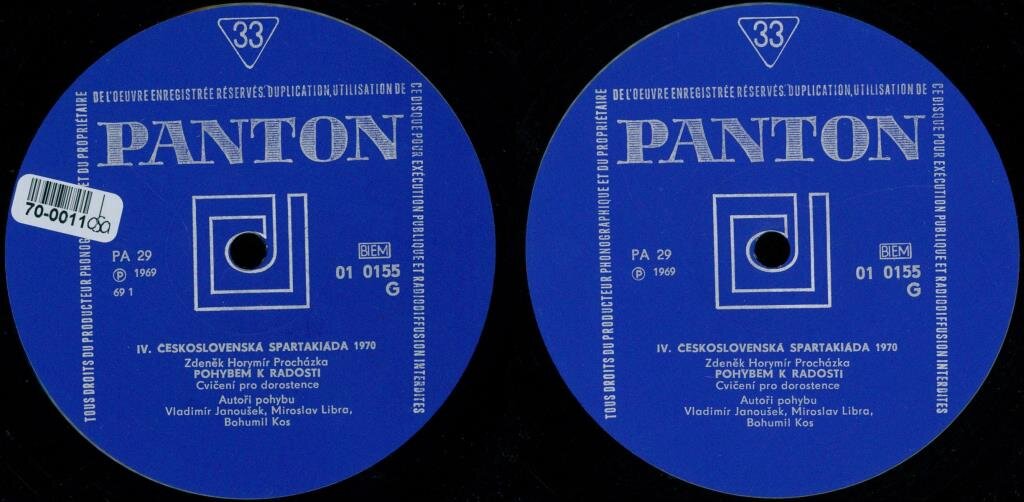 33
TOUS DROITS DU PRODUCTEUR PHONOG ET DU PROPRIÉTAIRE
DE L'OEUVRE ENREGISTRÉE RÉSERVÉS. DUPLICATION, UTILISATION DE
CE DISQUE POUR EXÉCUTION PUBLIQUE ET RADIODIFFUSION INTERDITES
PANTON
70-0011
PA 29
Ⓟ 1969
69 1
BIEM
01 0155
G
IV. ČESKOSLOVENSKÁ SPARTAKIÁDA 1970
Zdeněk Horymír Procházka
POHYBEM K RADOSTI
Cvičení pro dorostence
Autoři pohybu
Vladimír Janoušek, Miroslav Libra,
Bohumil Kos
33
TOUS DROITS DU PRODUCTEUR PHONOGRAPHIQUE ET DU PROPRIÉTAIRE
DE L'OEUVRE ENREGISTRÉE RÉSERVÉS. DUPLICATION, UTILISATION DE
CE DISQUE POUR EXÉCUTION PUBLIQUE ET RADIODIFFUSION INTERDITES
PANTON
PA 29
Ⓟ 1969
BIEM
01 0155
G
IV. ČESKOSLOVENSKÁ SPARTAKIÁDA 1970
Zdeněk Horymír Procházka
POHYBEM K RADOSTI
Cvičení pro dorostence
Autoři pohybu
Vladimír Janoušek, Miroslav Libra,
Bohumil Kos